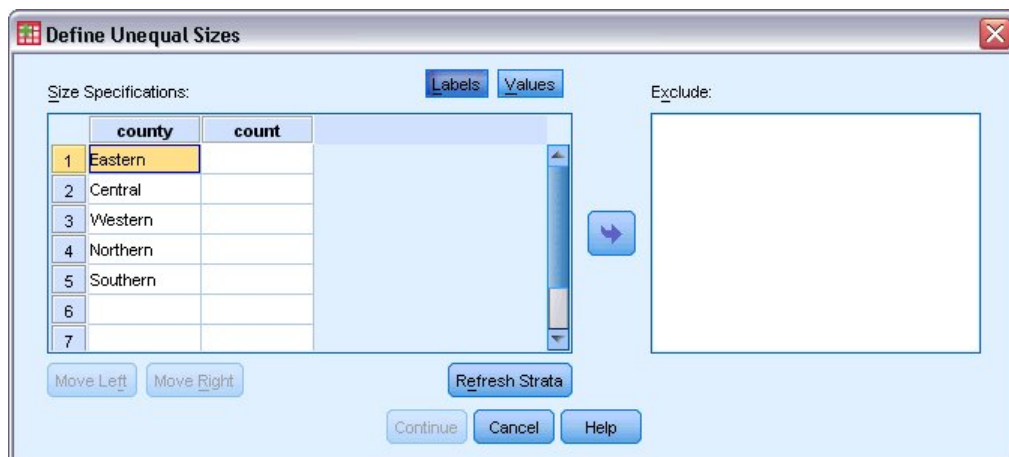 Define Unequal Sizes
Size Specifications:
Labels
Values
Exclude:
county count
1 Eastern
2 Central
3 Western
4 Northern
5 Southern
6
7
Move Left
Move Right
Refresh Strata
Continue
Cancel
Help